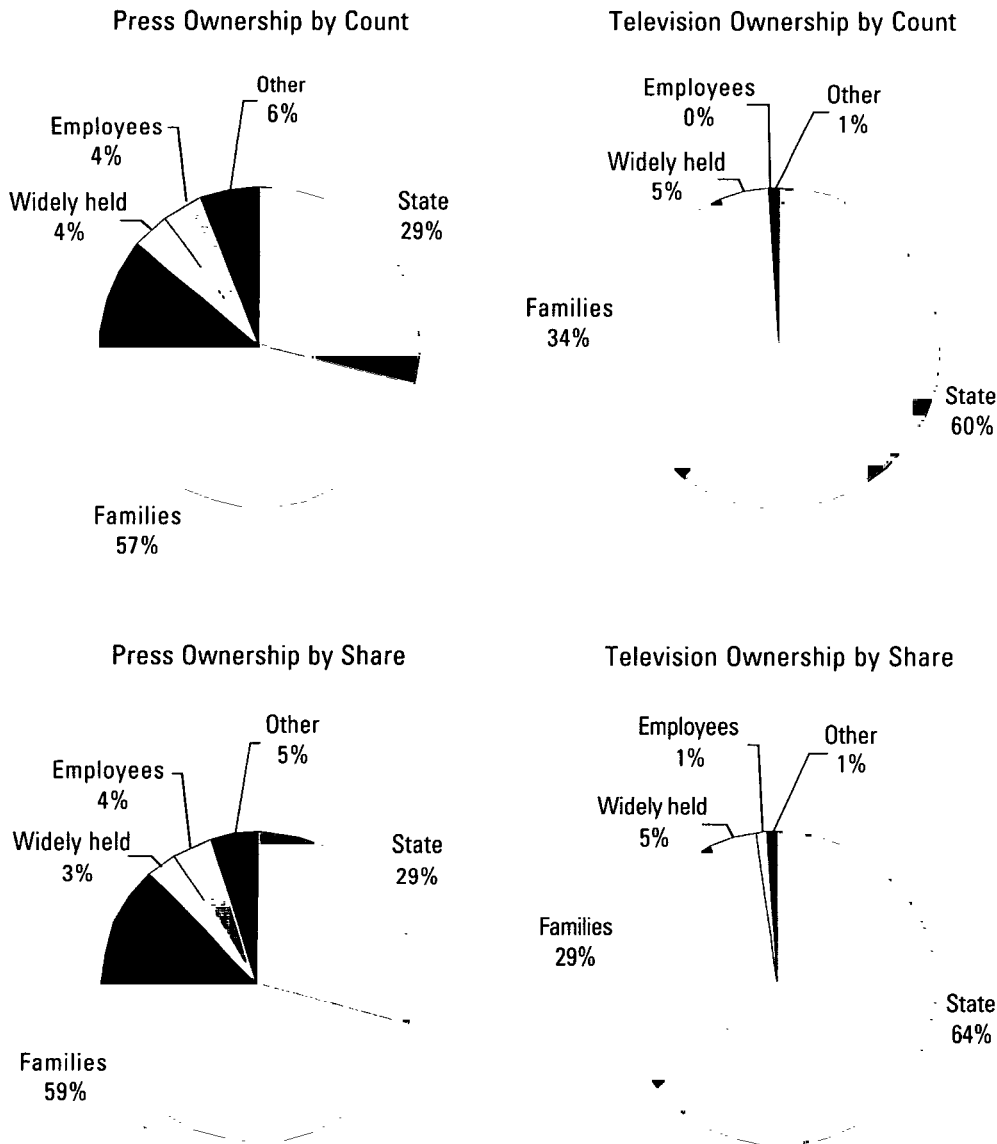 Press Ownership by Count
Other
6%
Employees
4%
Widely held
4%
State
29%
Families
57%
Television Ownership by Count
Employees
0%
Other
1%
Widely held
5%
Families
34%
State
60%
Press Ownership by Share
Other
5%
Employees
4%
Widely held
3%
State
29%
Families
59%
Television Ownership by Share
Employees
1%
Other
1%
Widely held
5%
Families
29%
State
64%